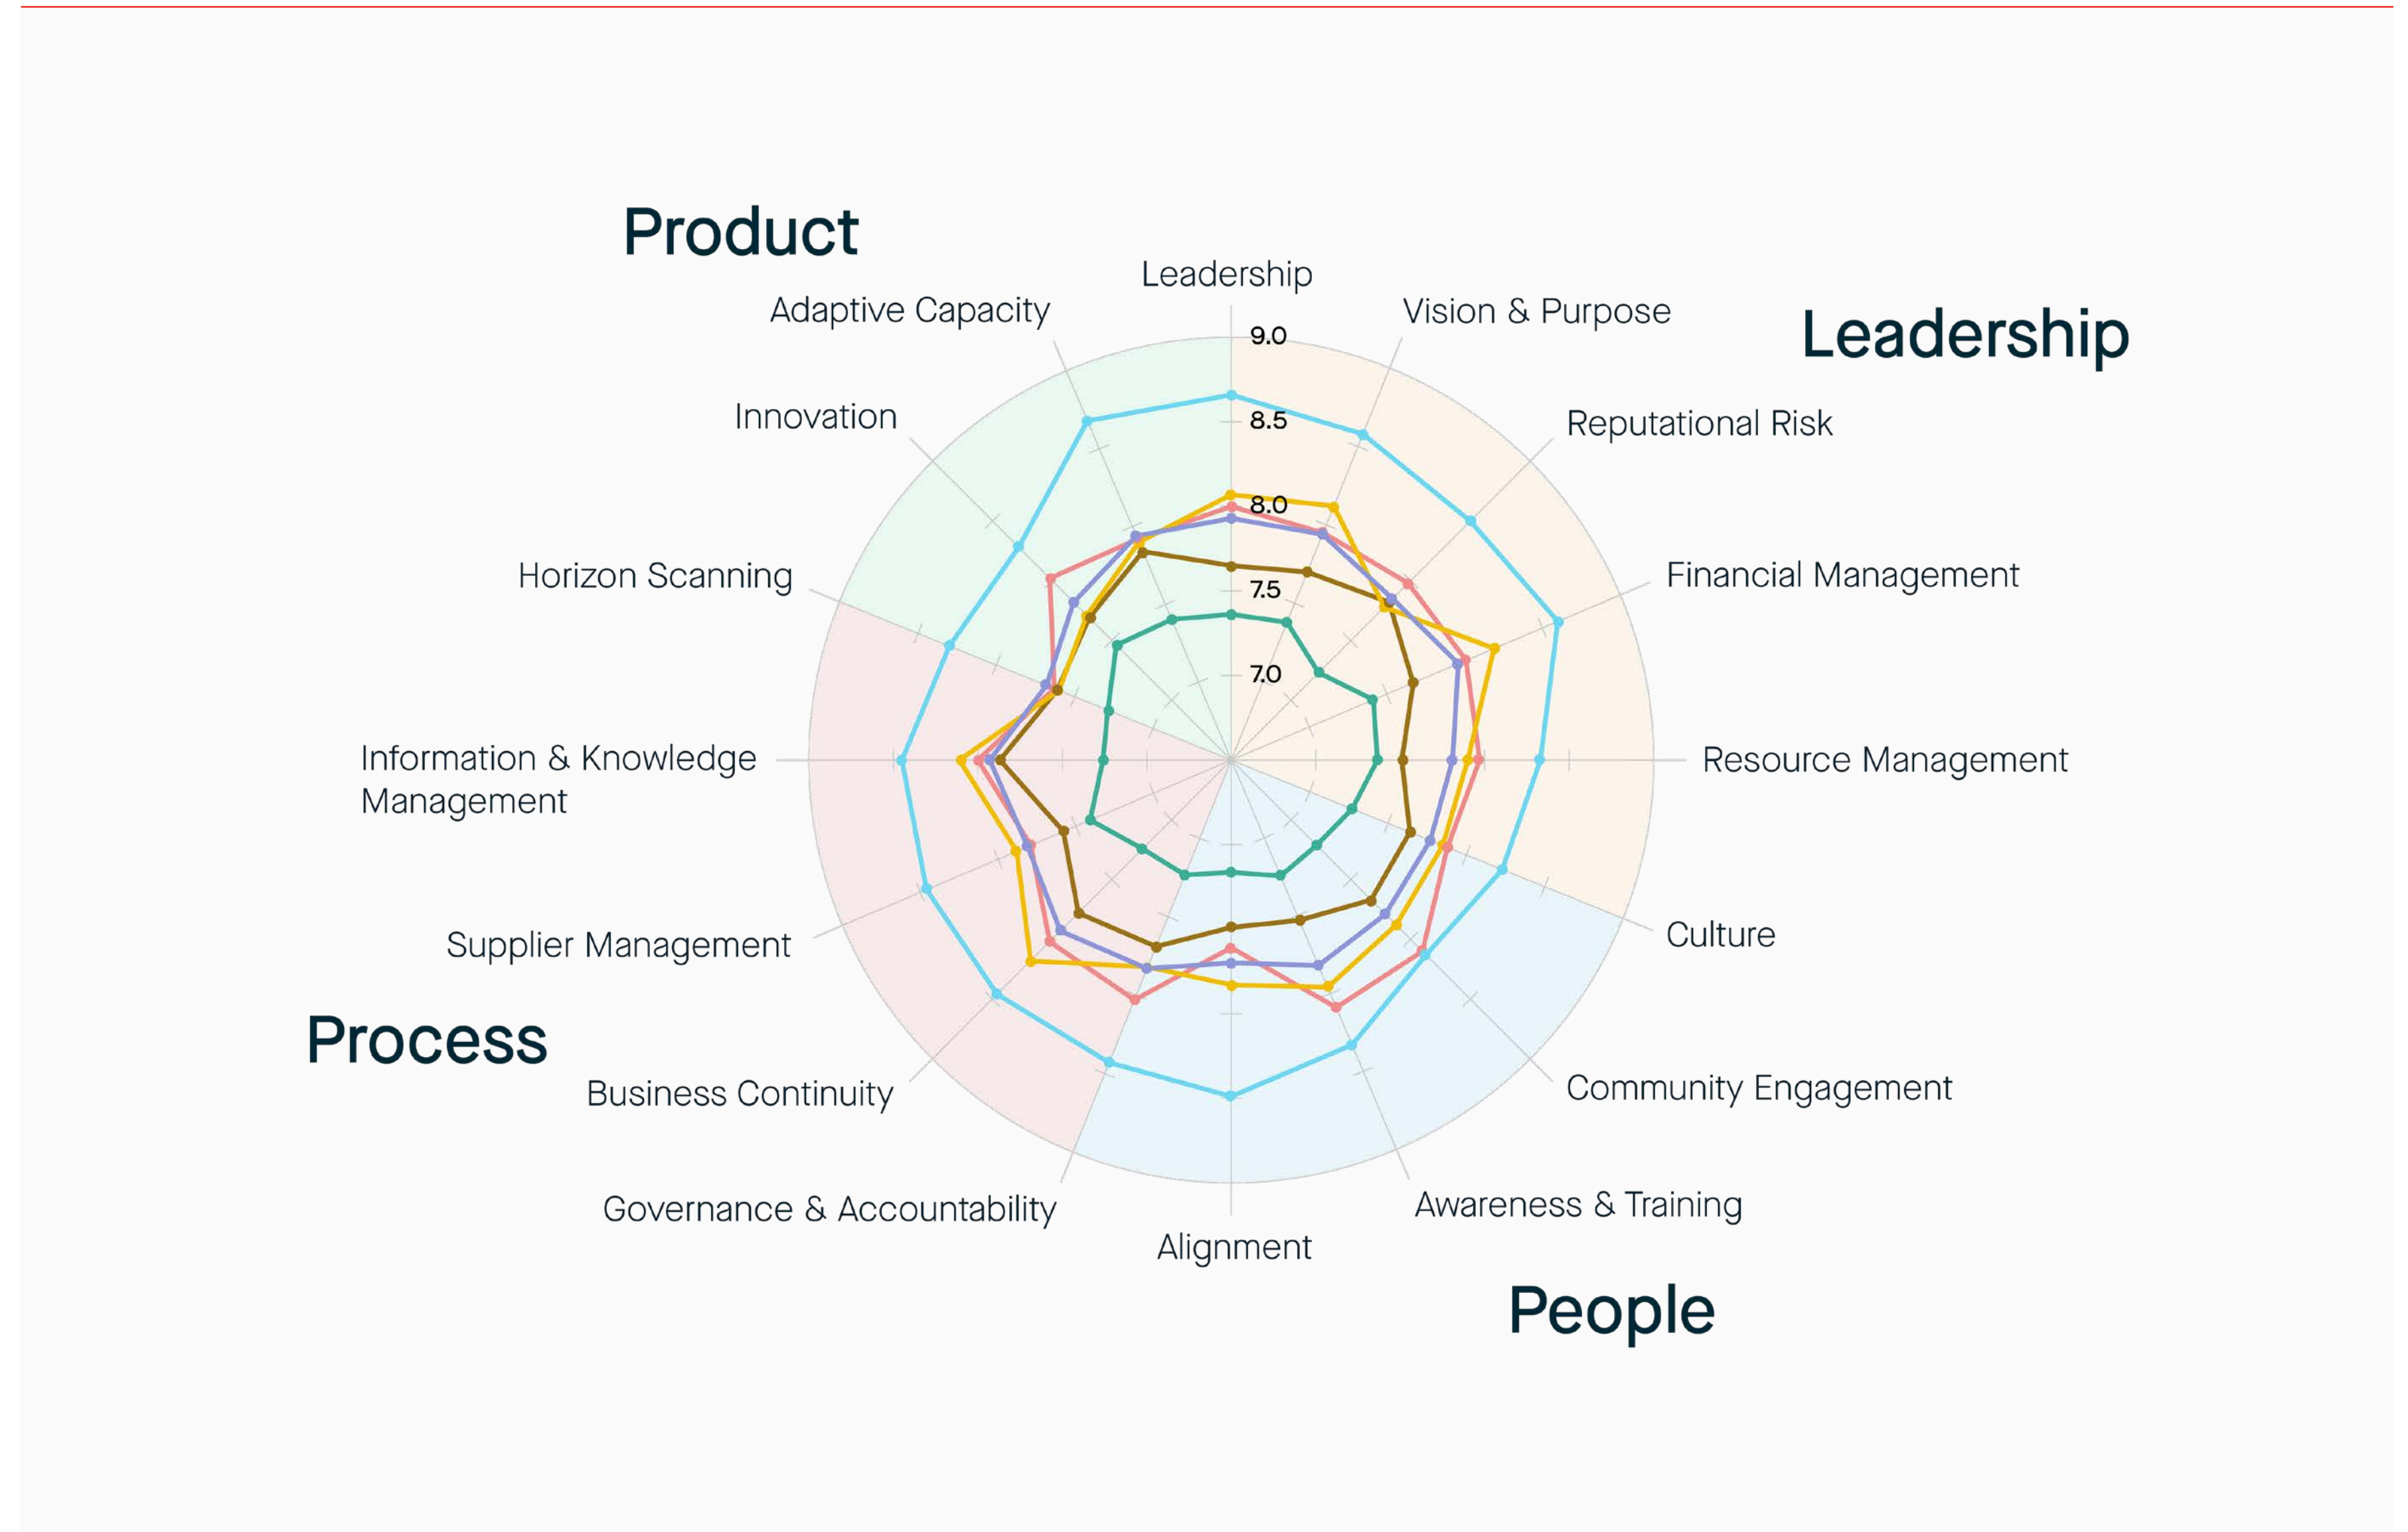 Product
Leadership
Adaptive Capacity
Vision & Purpose
Leadership
9.0
Innovation
8.5
Reputational Risk
8.0
Horizon Scanning
7.5
Financial Management
7.0
Information & Knowledge
Management
Resource Management
Supplier Management
Culture
Process
Business Continuity
Community Engagement
Governance & Accountability
Awareness & Training
Alignment
People